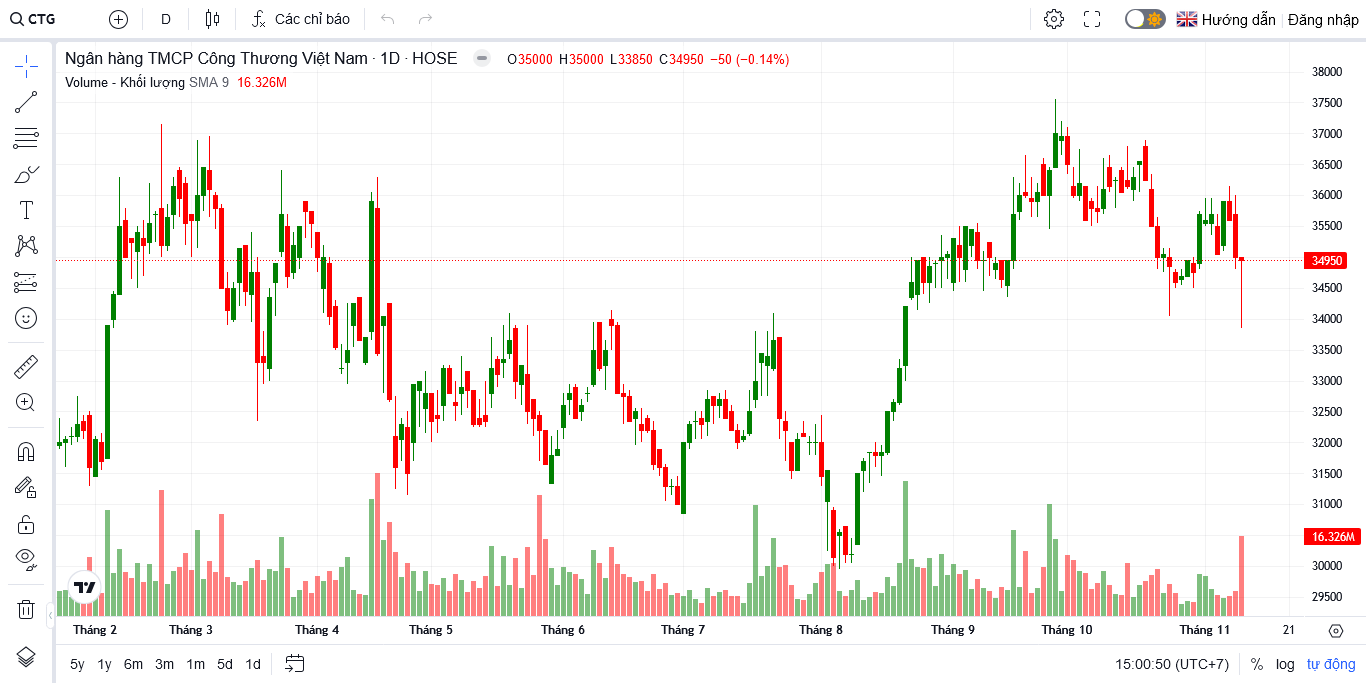 CTG D Các chỉ báo Hướng dẫn Đăng nhập
Ngân hàng TMCP Công Thương Việt Nam · 1D · HOSE O35000 H35000 L33850 C34950 −50 (−0.14%)
Volume - Khối lượng SMA 9 16.326M
38000
37500
37000
36500
36000
35500
34950
34500
34000
33500
33000
32500
32000
31500
31000
16.326M
30000
29500
Tháng 2 Tháng 3 Tháng 4 Tháng 5 Tháng 6 Tháng 7 Tháng 8 Tháng 9 Tháng 10 Tháng 11 21
5y 1y 6m 3m 1m 5d 1d 15:00:50 (UTC+7) % log tự động